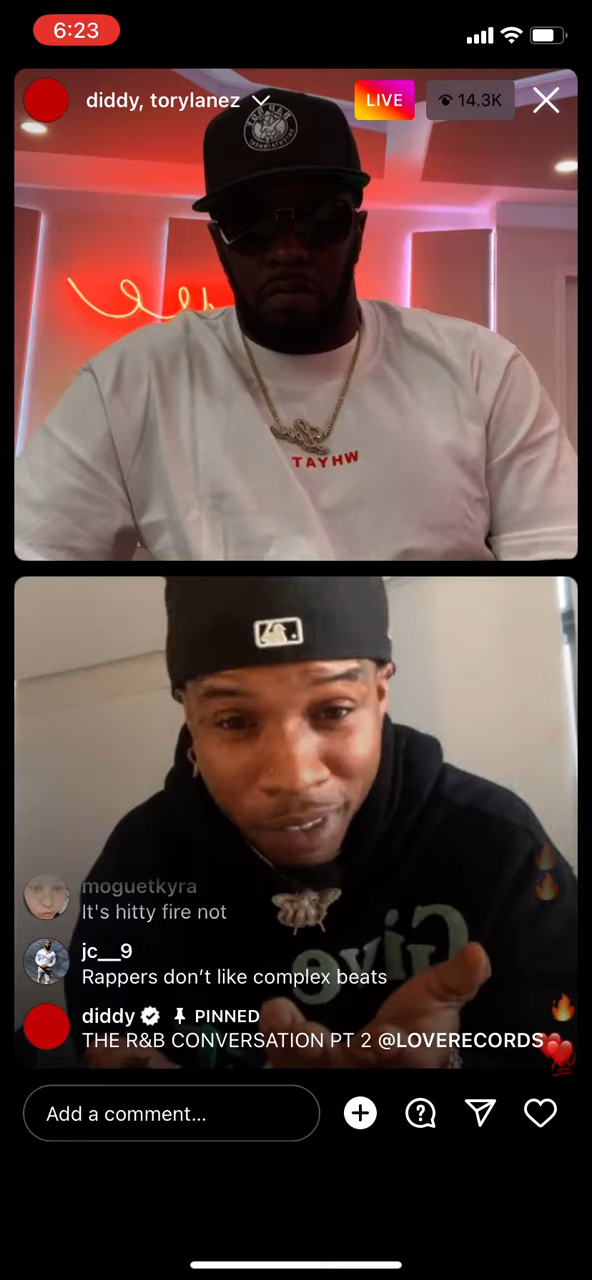 6:23
diddy, torylanez
LIVE
14.3K
TAYHW
Give
moguetkyra
It's hitty fire not
jc__9
Rappers don't like complex beats
diddy PINNED
THE R&B CONVERSATION PT 2 @LOVERECORDS
Add a comment...